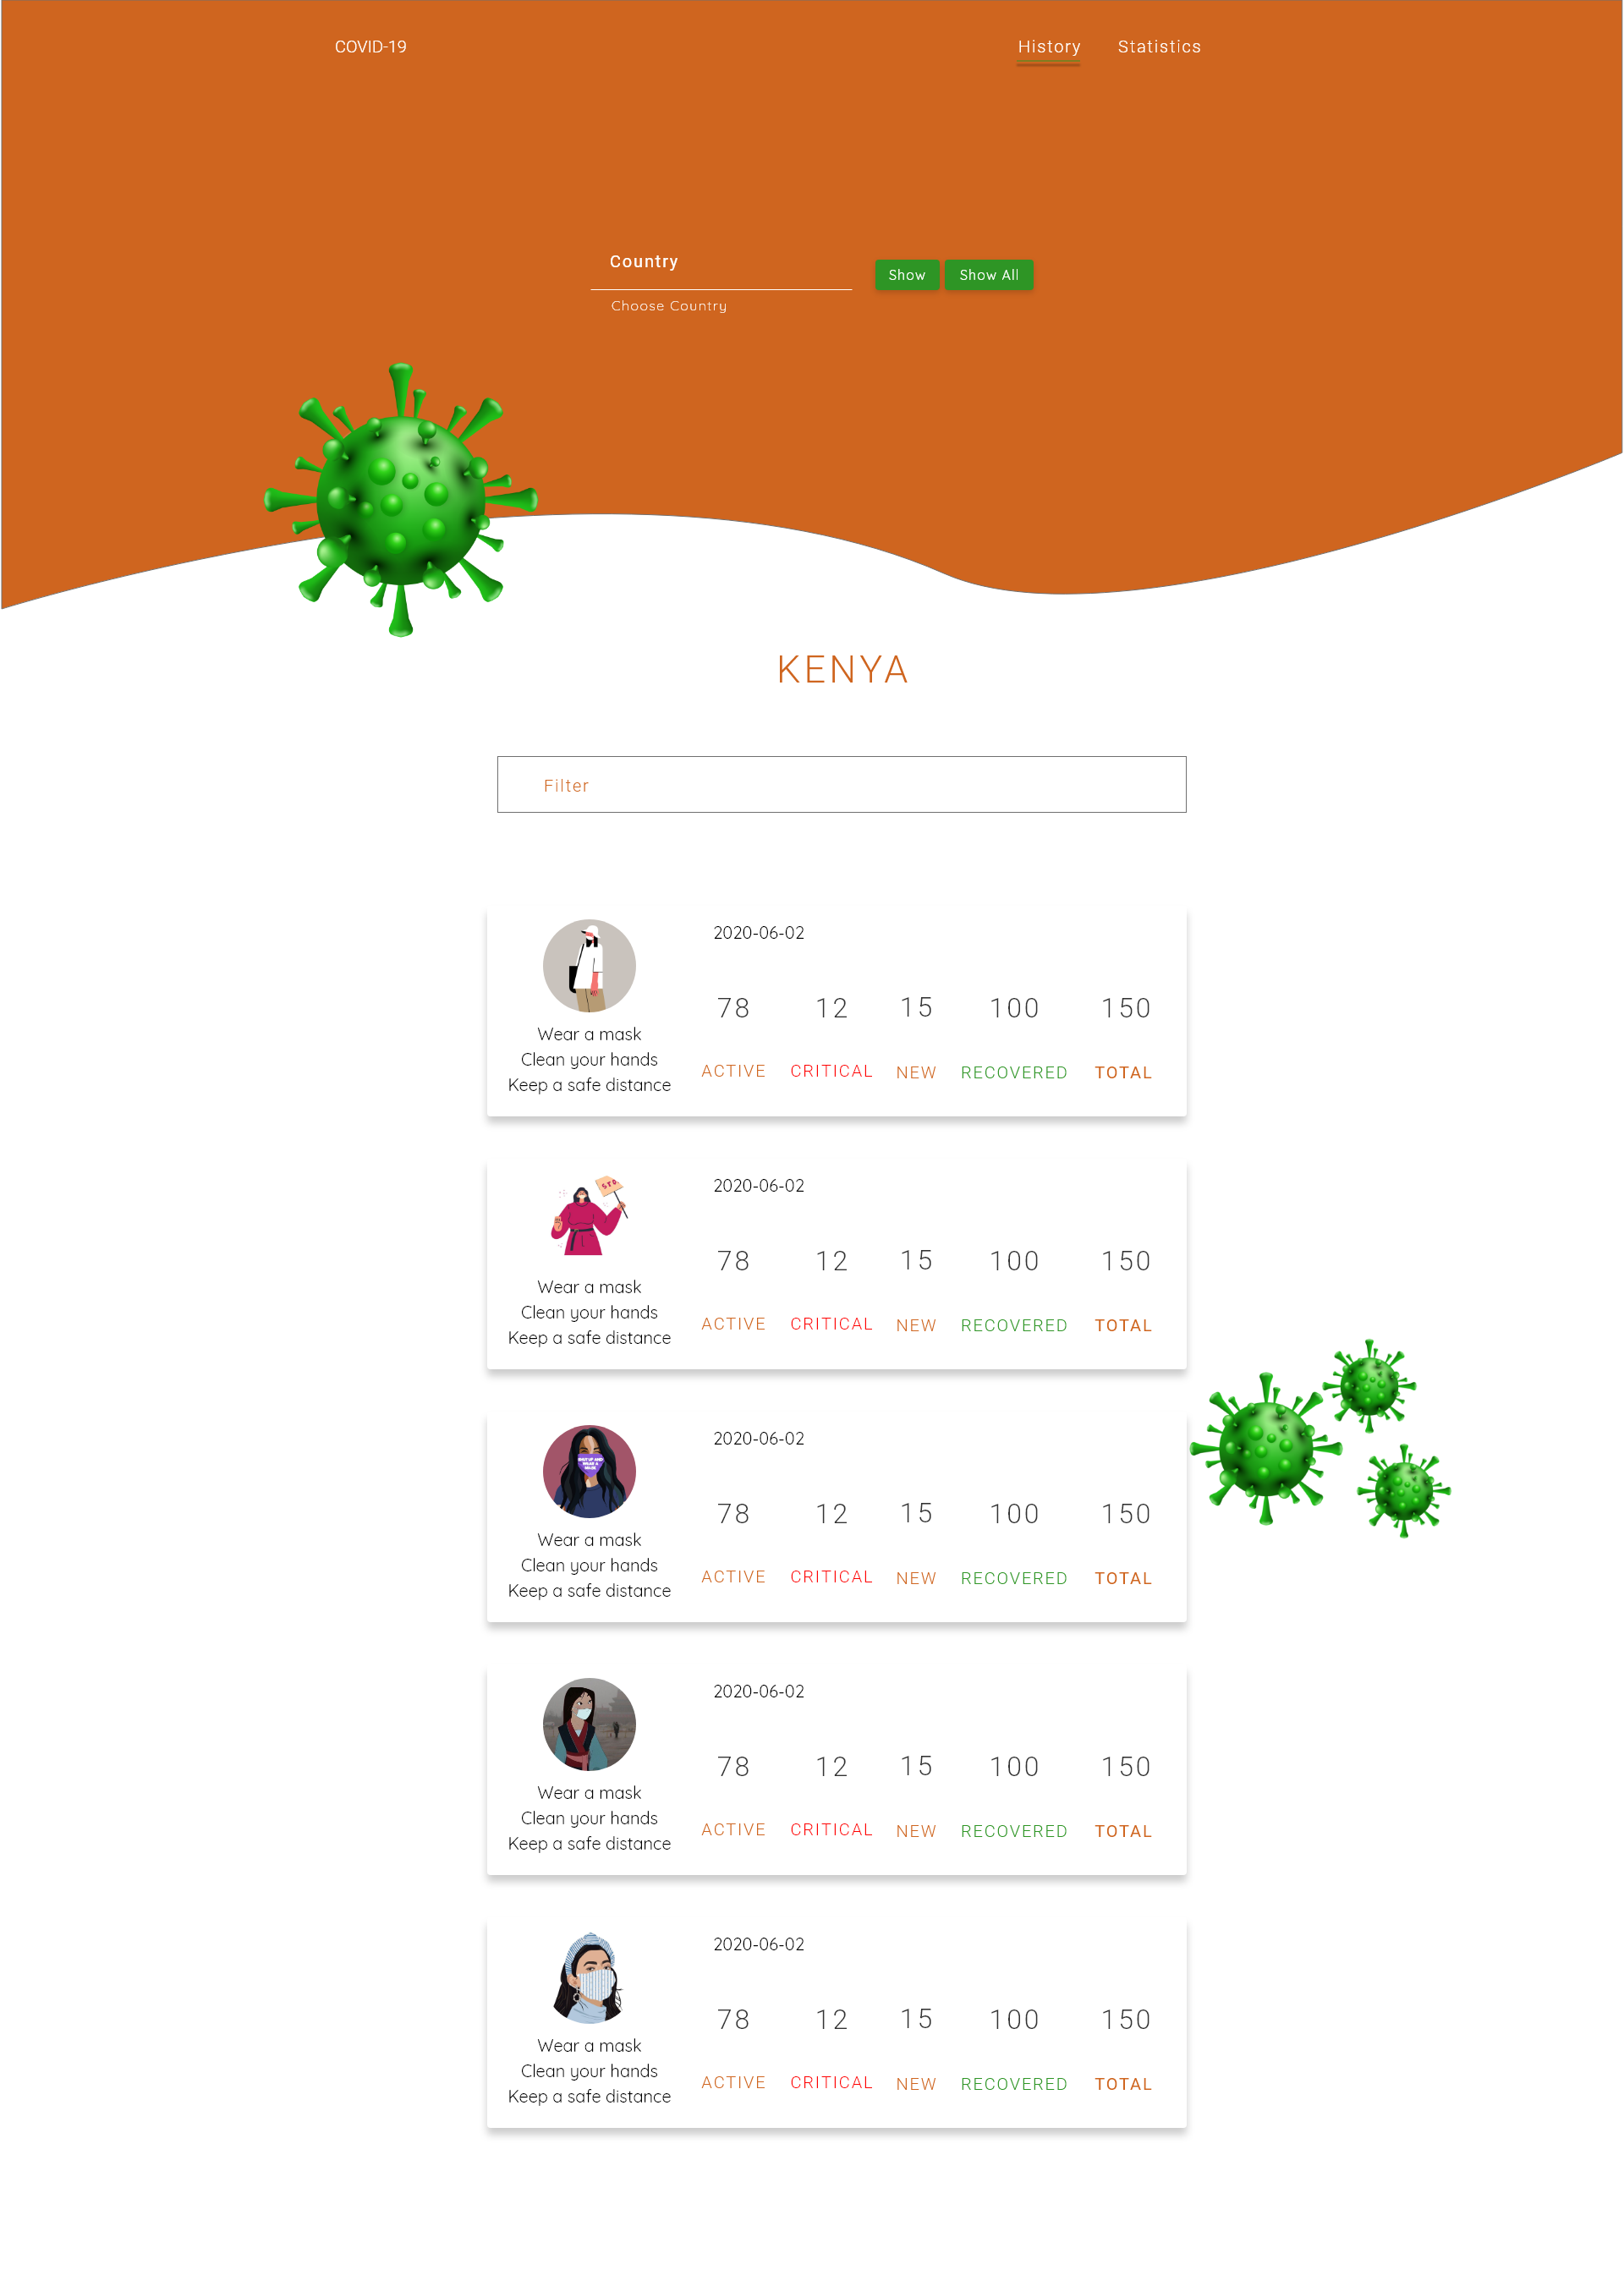 COVID-19
History
Statistics
Country
Show
Show All
Choose Country
KENYA
Filter
2020-06-02
78 12 15 100 150
Wear a mask
Clean your hands
Keep a safe distance
ACTIVE CRITICAL NEW RECOVERED TOTAL
STO
2020-06-02
78 12 15 100 150
Wear a mask
Clean your hands
Keep a safe distance
ACTIVE CRITICAL NEW RECOVERED TOTAL
2020-06-02
SHUT UP AND
WEAR A
MASK
78 12 15 100 150
Wear a mask
Clean your hands
Keep a safe distance
ACTIVE CRITICAL NEW RECOVERED TOTAL
2020-06-02
78 12 15 100 150
Wear a mask
Clean your hands
Keep a safe distance
ACTIVE CRITICAL NEW RECOVERED TOTAL
2020-06-02
78 12 15 100 150
Wear a mask
Clean your hands
Keep a safe distance
ACTIVE CRITICAL NEW RECOVERED TOTAL